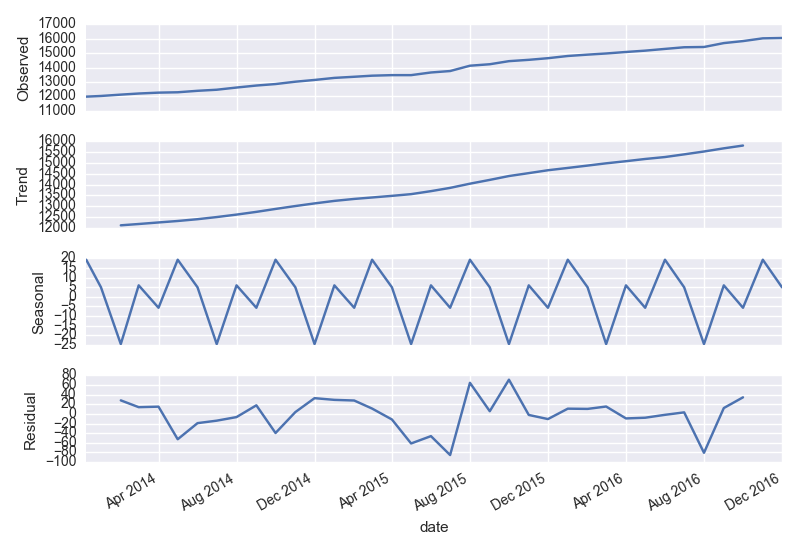 17000
16000
15000
14000
13000
12000
11000
Observed
16000
15500
15000
14500
14000
13500
13000
12500
12000
Trend
20
15
10
5
0
−5
−10
−15
−20
−25
Seasonal
80
60
40
20
0
−20
−40
−60
−80
−100
Residual
Apr 2014
Aug 2014
Dec 2014
Apr 2015
Aug 2015
Dec 2015
Apr 2016
Aug 2016
Dec 2016
date